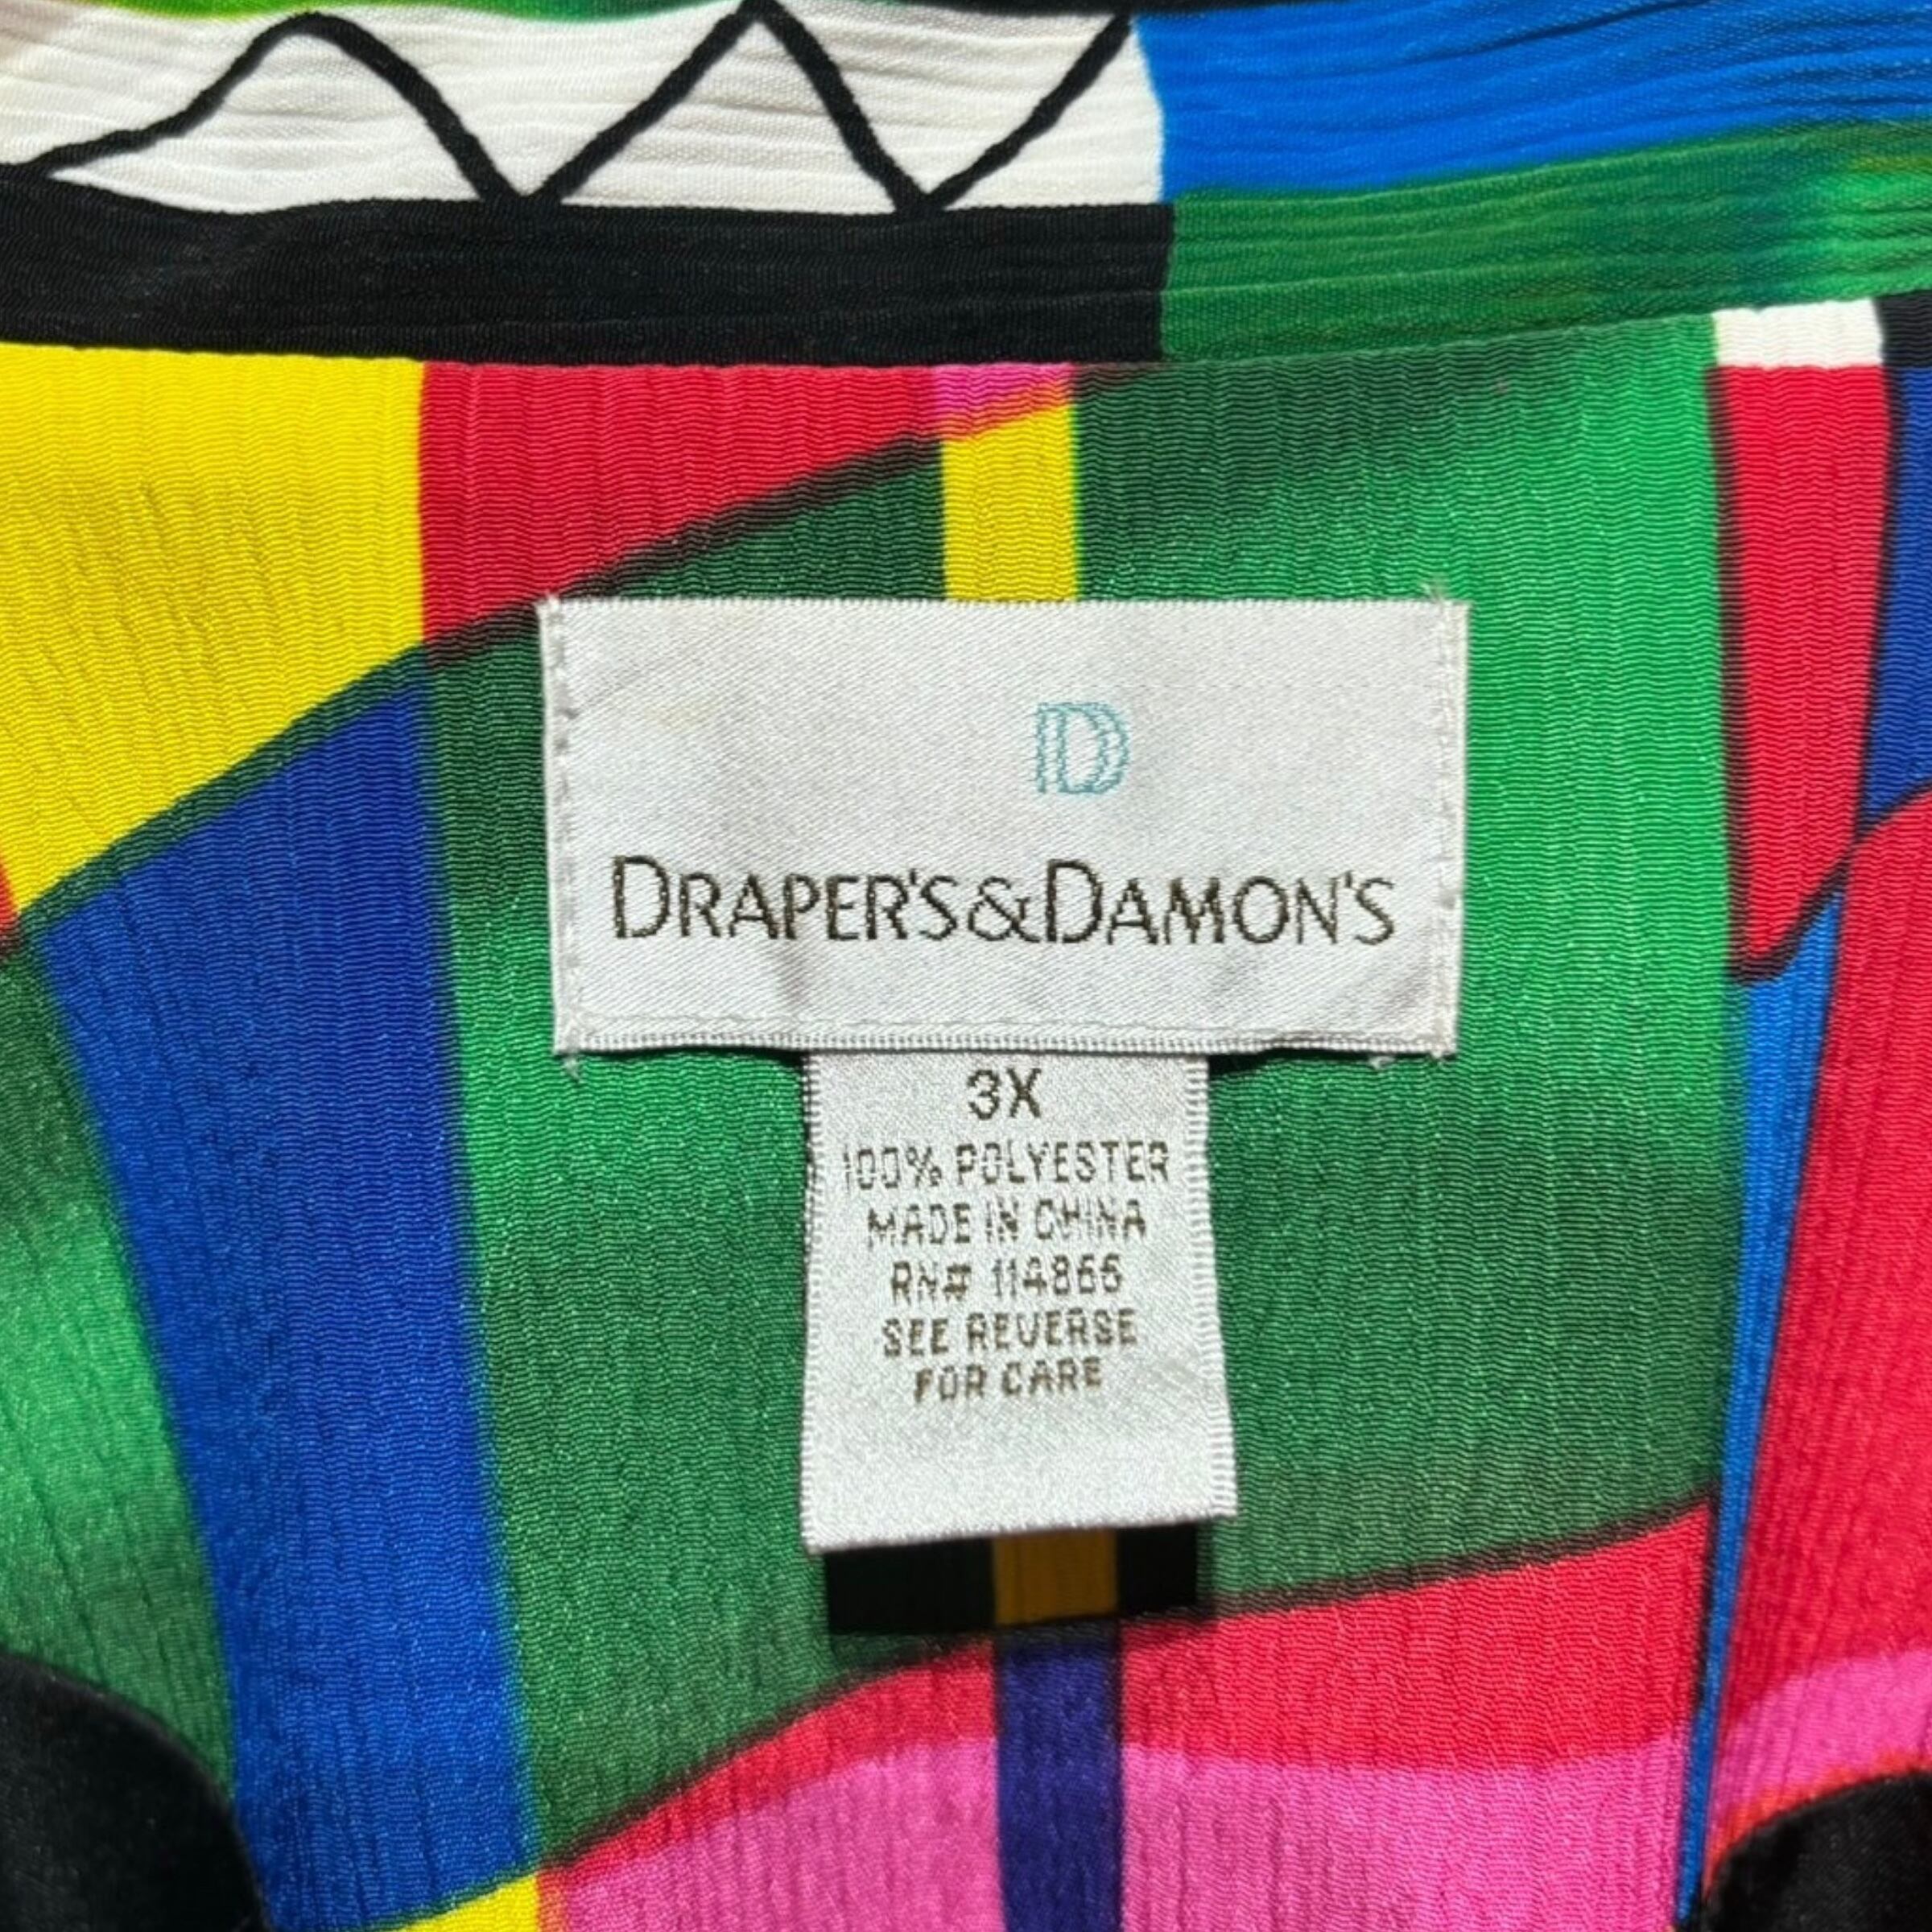 D
DRAPER'S & DAMON'S
3X
100% POLYESTER
MADE IN CHINA
RN# 114866
SEE REVERSE
FOR CARE